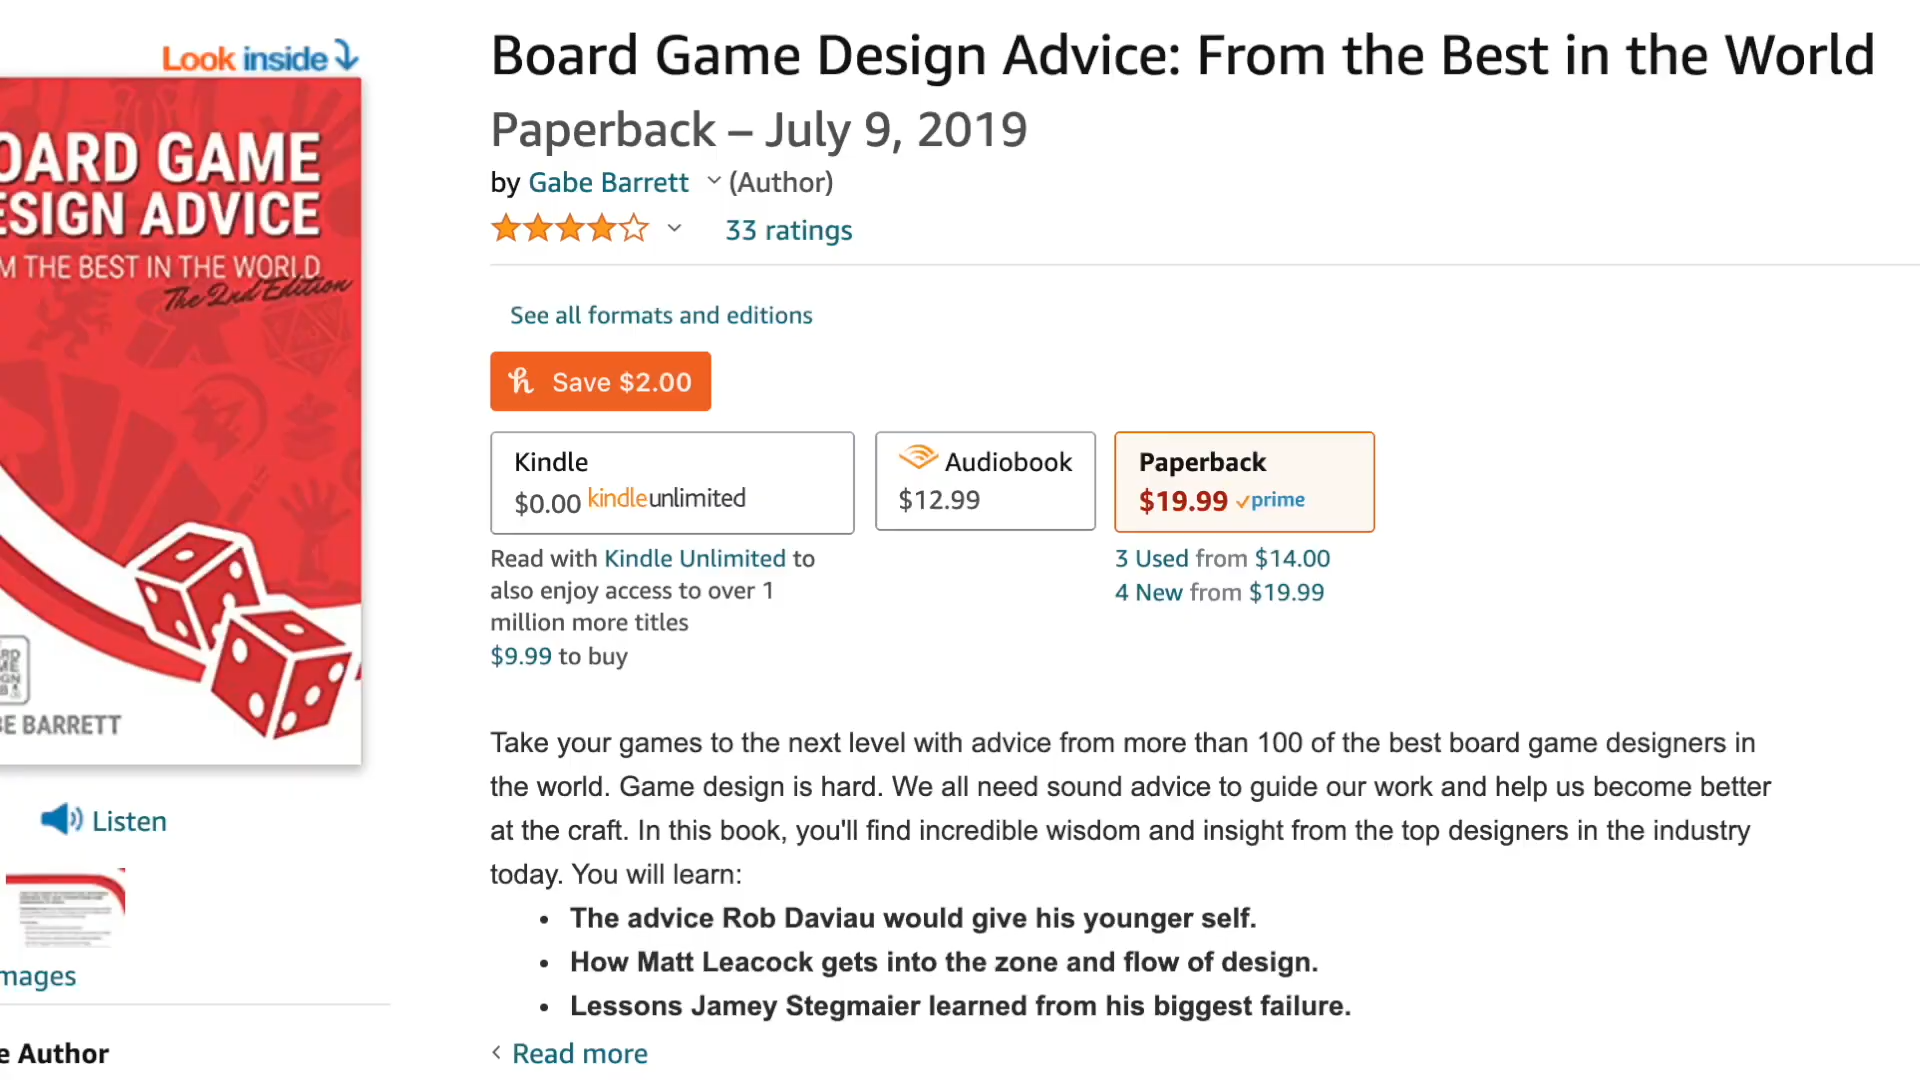 Look inside
OARD GAME
ESIGN ADVICE
M THE BEST IN THE WORLD
The 2nd Edition
BE BARRETT
Listen
mages
e Author
Board Game Design Advice: From the Best in the World
Paperback – July 9, 2019
by Gabe Barrett (Author)
33 ratings
See all formats and editions
Save $2.00
Kindle
$0.00 kindleunlimited
Read with Kindle Unlimited to
also enjoy access to over 1
million more titles
$9.99 to buy
Audiobook
$12.99
Paperback
$19.99 prime
3 Used from $14.00
4 New from $19.99
Take your games to the next level with advice from more than 100 of the best board game designers in
the world. Game design is hard. We all need sound advice to guide our work and help us become better
at the craft. In this book, you'll find incredible wisdom and insight from the top designers in the industry
today. You will learn:
• The advice Rob Daviau would give his younger self.
• How Matt Leacock gets into the zone and flow of design.
• Lessons Jamey Stegmaier learned from his biggest failure.
Read more